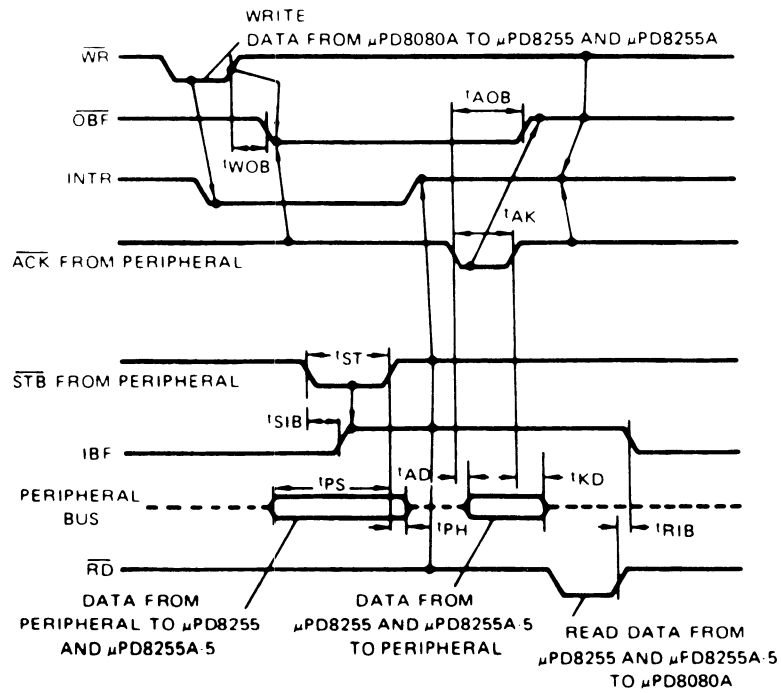 WRITE
DATA FROM µPD8080A TO µPD8255 AND µPD8255A
WR
tAOB
OBF
tWOB
INTR
tAK
ACK FROM PERIPHERAL
tST
STB FROM PERIPHERAL
tSIB
IBF
tPS
tAD
tKD
PERIPHERAL
BUS
tPH
tRIB
RD
DATA FROM
PERIPHERAL TO µPD8255
AND µPD8255A-5
DATA FROM
µPD8255 AND µPD8255A-5
TO PERIPHERAL
READ DATA FROM
µPD8255 AND µFD8255A-5
TO µPD8080A